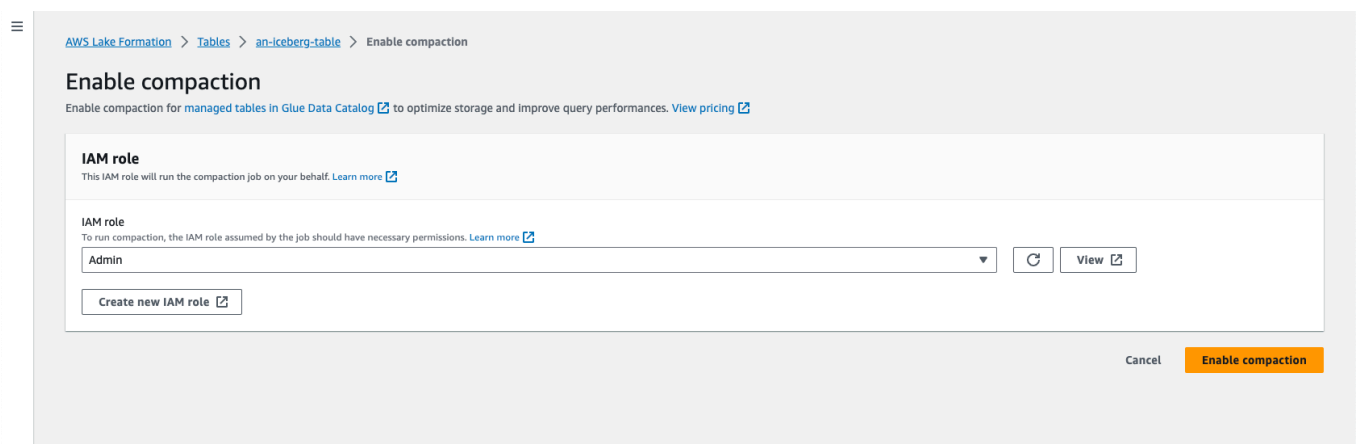 AWS Lake Formation > Tables > an-iceberg-table > Enable compaction
Enable compaction
Enable compaction for managed tables in Glue Data Catalog to optimize storage and improve query performances. View pricing
IAM role
This IAM role will run the compaction job on your behalf. Learn more
IAM role
To run compaction, the IAM role assumed by the job should have necessary permissions. Learn more
Admin
View
Create new IAM role
Cancel
Enable compaction